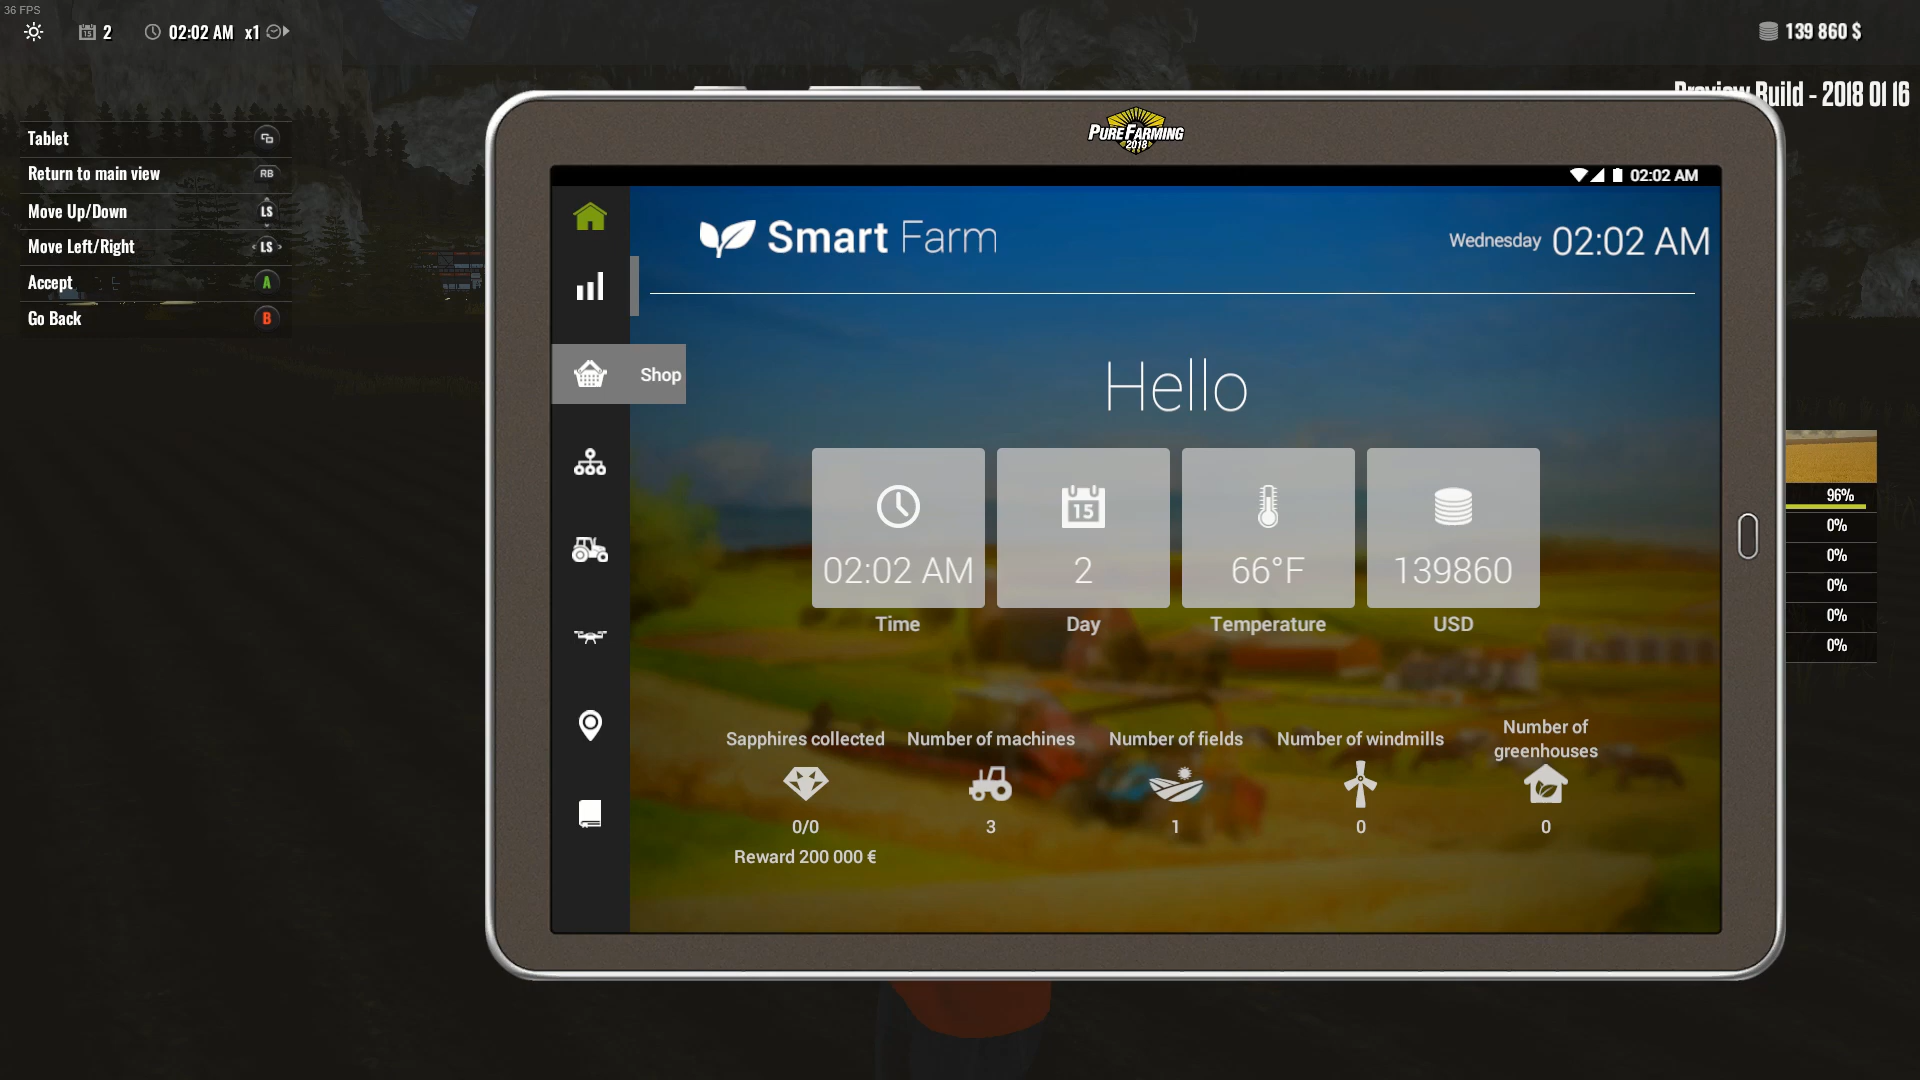 36 FPS
15 2 02:02 AM x1
139 860 $
Preview Build - 2018 01 16
Tablet
Return to main view RB
Move Up/Down LS
Move Left/Right LS
Accept A
Go Back B
PURE FARMING
2018
02:02 AM
Smart Farm
Wednesday 02:02 AM
Shop
Hello
15
02:02 AM 2 66°F 139860
Time Day Temperature USD
Sapphires collected Number of machines Number of fields Number of windmills Number of greenhouses
0/0 3 1 0 0
Reward 200 000 €
96%
0%
0%
0%
0%
0%